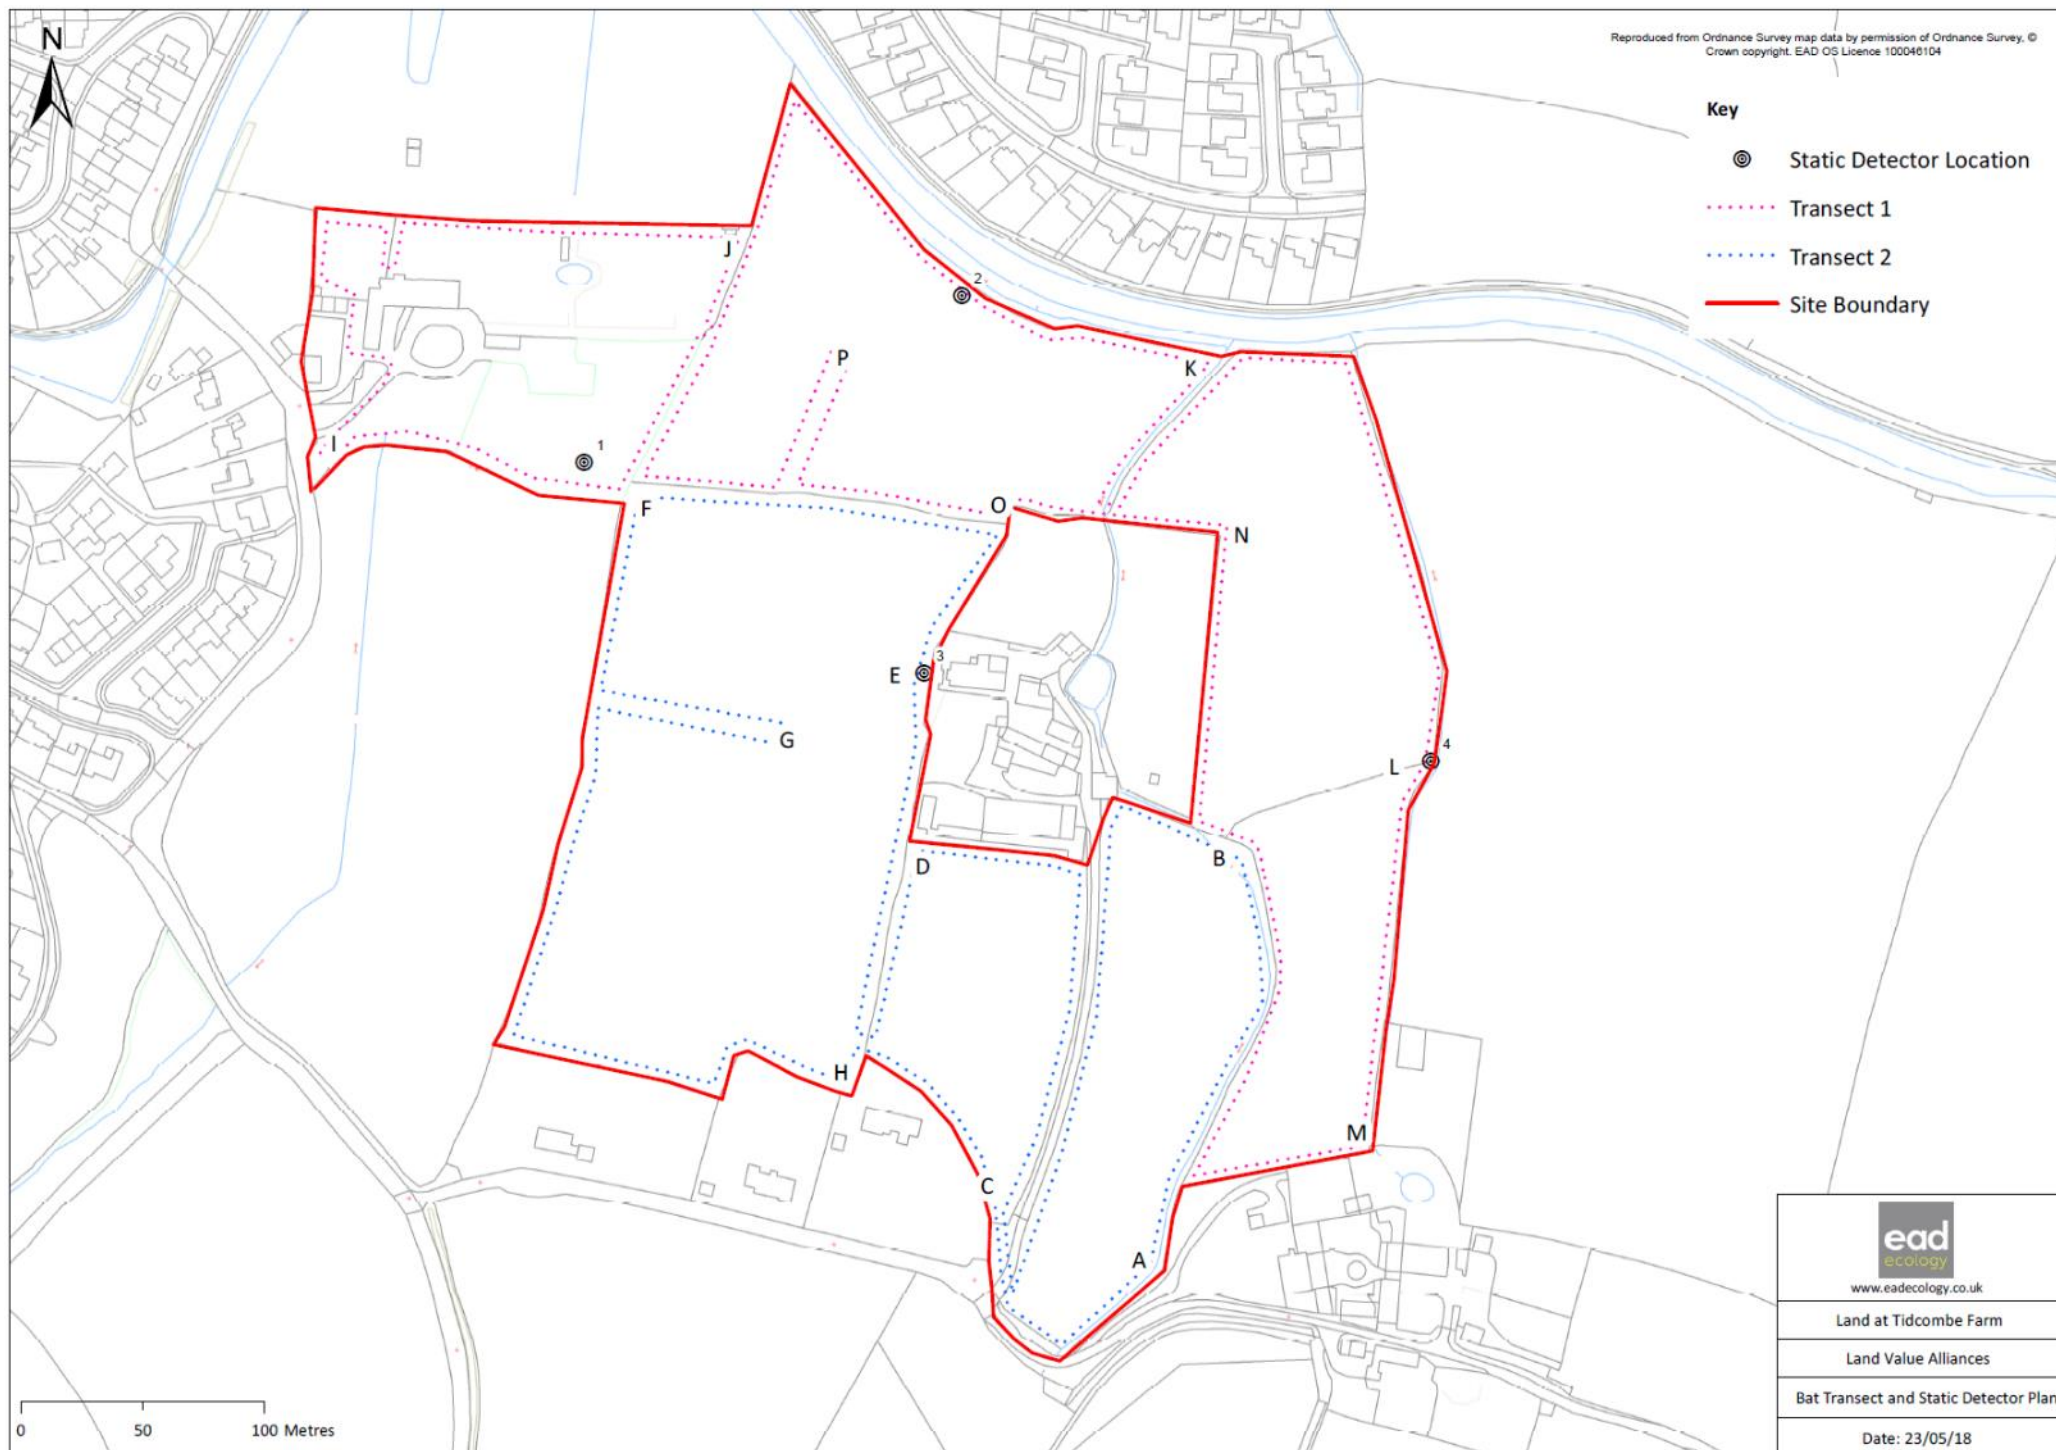 N
Reproduced from Ordnance Survey map data by permission of Ordnance Survey, ©
Crown copyright. EAD OS Licence 100046104
Key
Static Detector Location
Transect 1
Transect 2
Site Boundary
J
2
P
K
I
1
F
O
N
3
E
G
4
L
B
D
H
M
C
A
ead
ecology
www.eadecology.co.uk
Land at Tidcombe Farm
Land Value Alliances
Bat Transect and Static Detector Plan
Date: 23/05/18
0
50
100 Metres